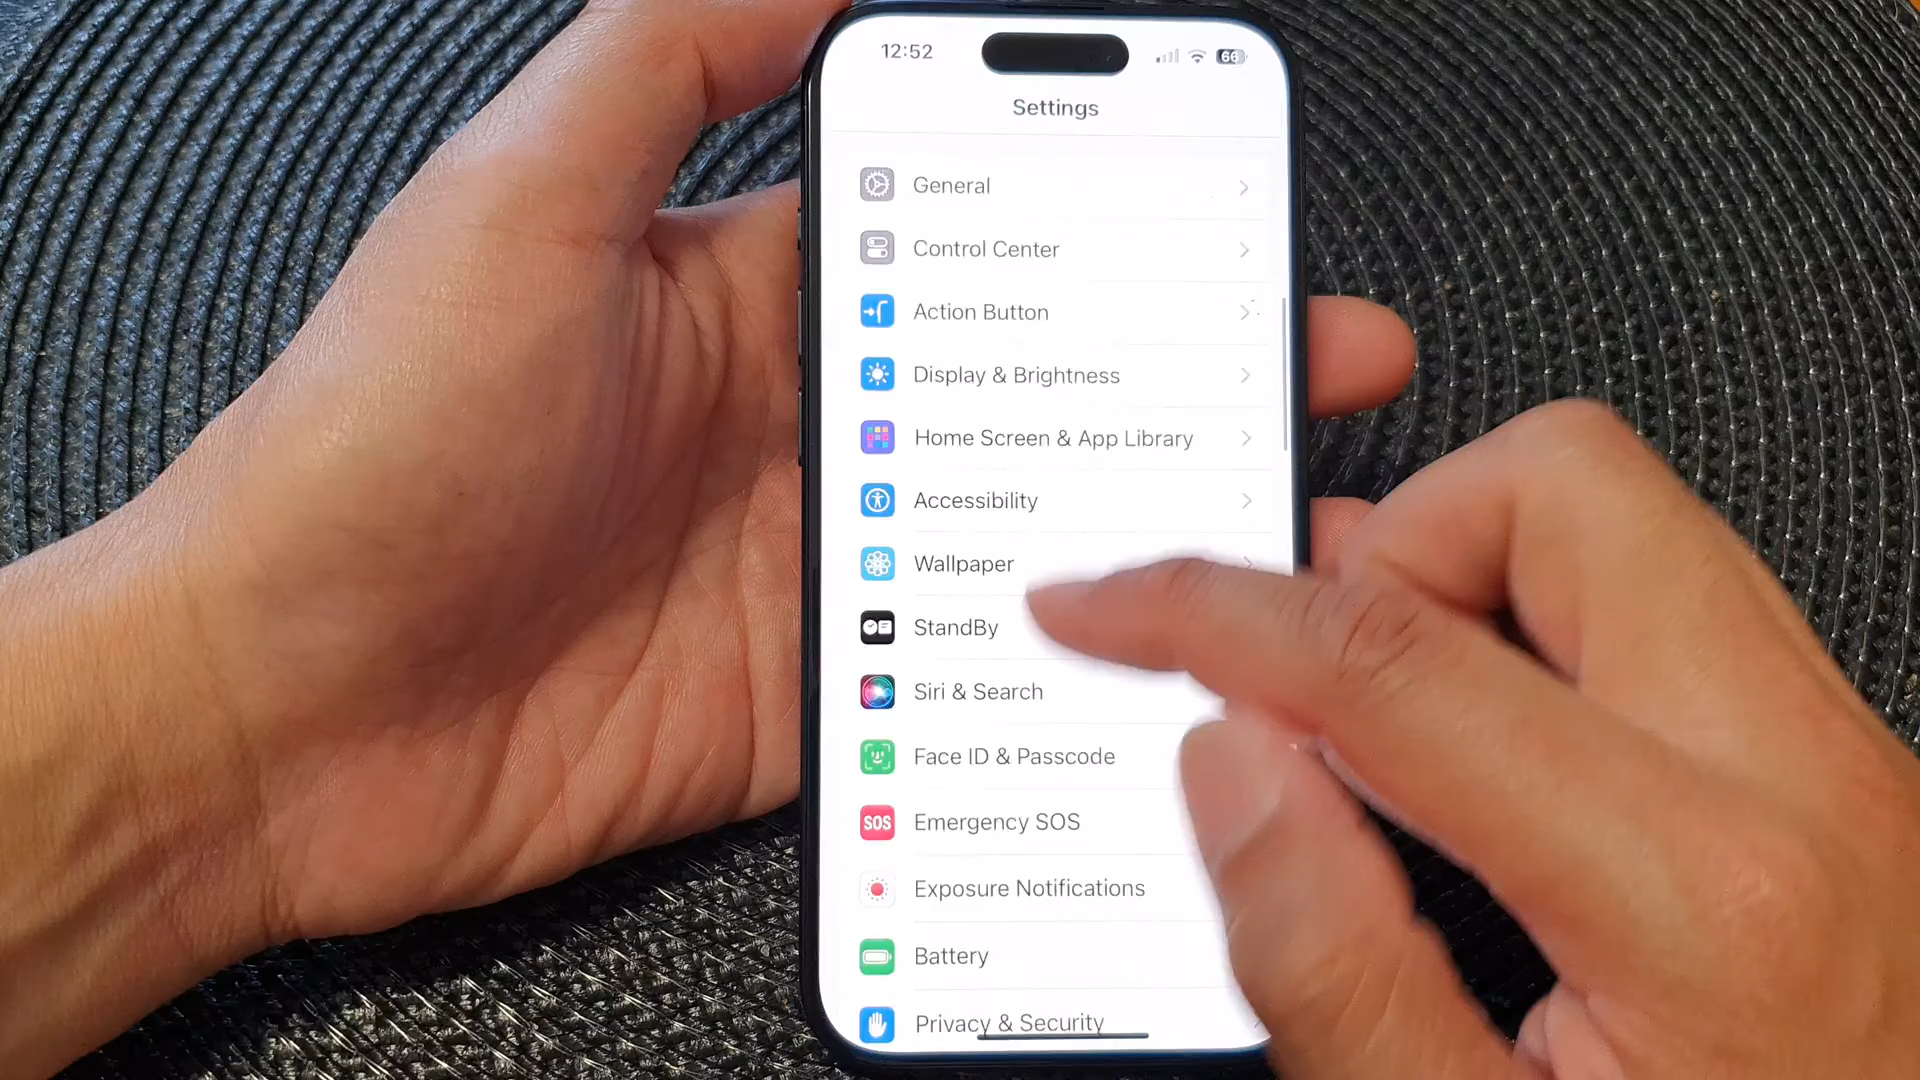 12:52
66
Settings
General
Control Center
Action Button
Display & Brightness
Home Screen & App Library
Accessibility
Wallpaper
StandBy
Siri & Search
Face ID & Passcode
SOS Emergency SOS
Exposure Notifications
Battery
Privacy & Security